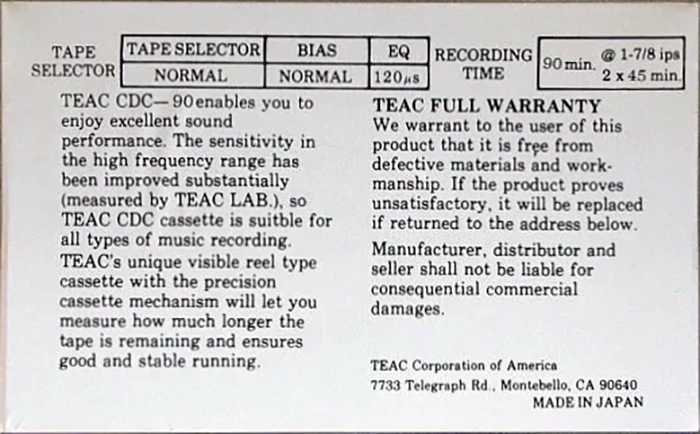 TAPE SELECTOR
TAPE SELECTOR BIAS EQ
NORMAL NORMAL 120μs
RECORDING TIME
90 min. @ 1-7/8 ips
2 x 45 min.
TEAC CDC—90 enables you to
enjoy excellent sound
performance. The sensitivity in
the high frequency range has
been improved substantially
(measured by TEAC LAB.), so
TEAC CDC cassette is suitble for
all types of music recording.
TEAC's unique visible reel type
cassette with the precision
cassette mechanism will let you
measure how much longer the
tape is remaining and ensures
good and stable running.
TEAC FULL WARRANTY
We warrant to the user of this
product that it is free from
defective materials and work-
manship. If the product proves
unsatisfactory, it will be replaced
if returned to the address below.
Manufacturer, distributor and
seller shall not be liable for
consequential commercial
damages.
TEAC Corporation of America
7733 Telegraph Rd., Montebello, CA 90640
MADE IN JAPAN